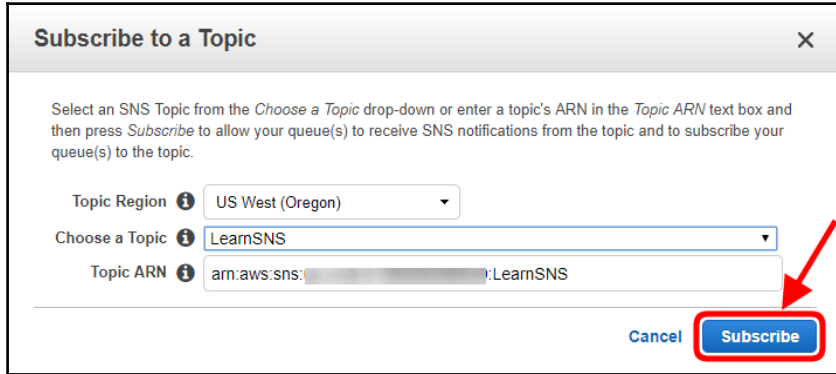 Subscribe to a Topic
Select an SNS Topic from the Choose a Topic drop-down or enter a topic's ARN in the Topic ARN text box and
then press Subscribe to allow your queue(s) to receive SNS notifications from the topic and to subscribe your
queue(s) to the topic.
Topic Region US West (Oregon)
Choose a Topic LearnSNS
Topic ARN arn:aws:sns: :LearnSNS
Cancel Subscribe